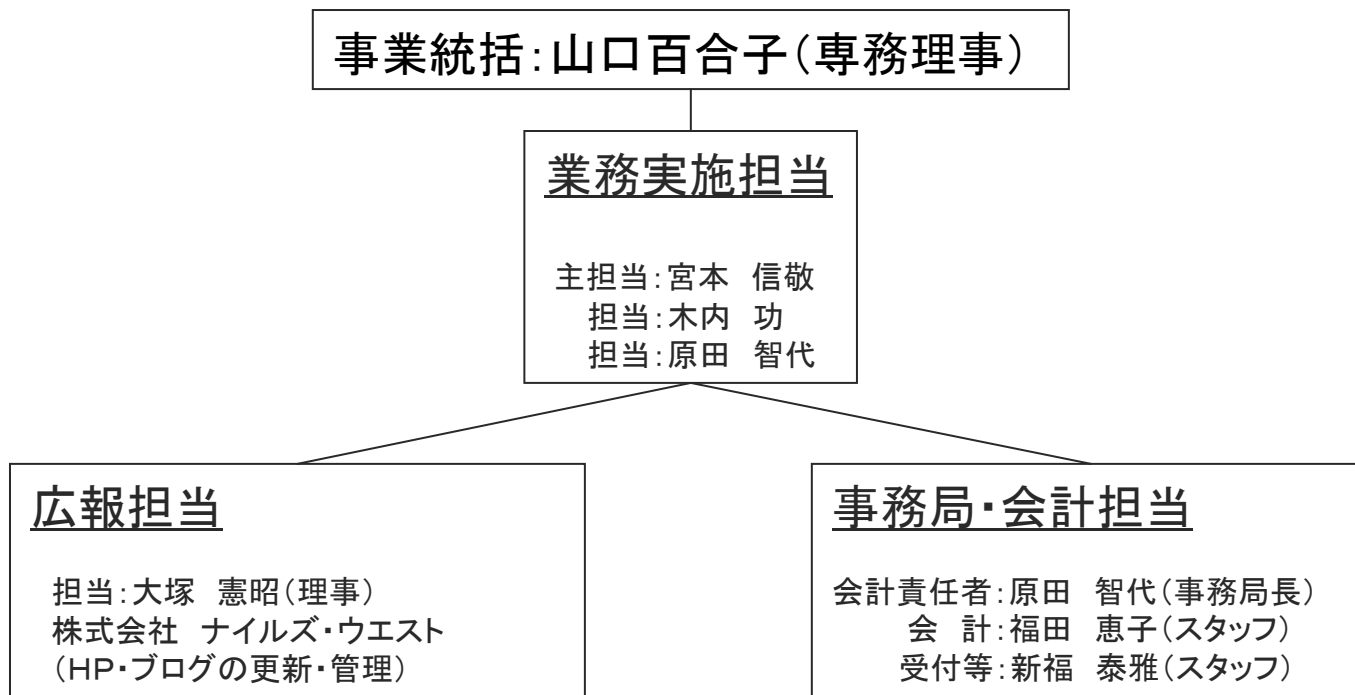 事業統括：山口百合子（専務理事）
業務実施担当
主担当：宮本　信敬
担当：木内　功
担当：原田　智代
広報担当
担当：大塚　憲昭（理事）
株式会社　ナイルズ・ウエスト
（HP・ブログの更新・管理）
事務局・会計担当
会計責任者：原田　智代（事務局長）
会　計：福田　恵子（スタッフ）
受付等：新福　泰雅（スタッフ）